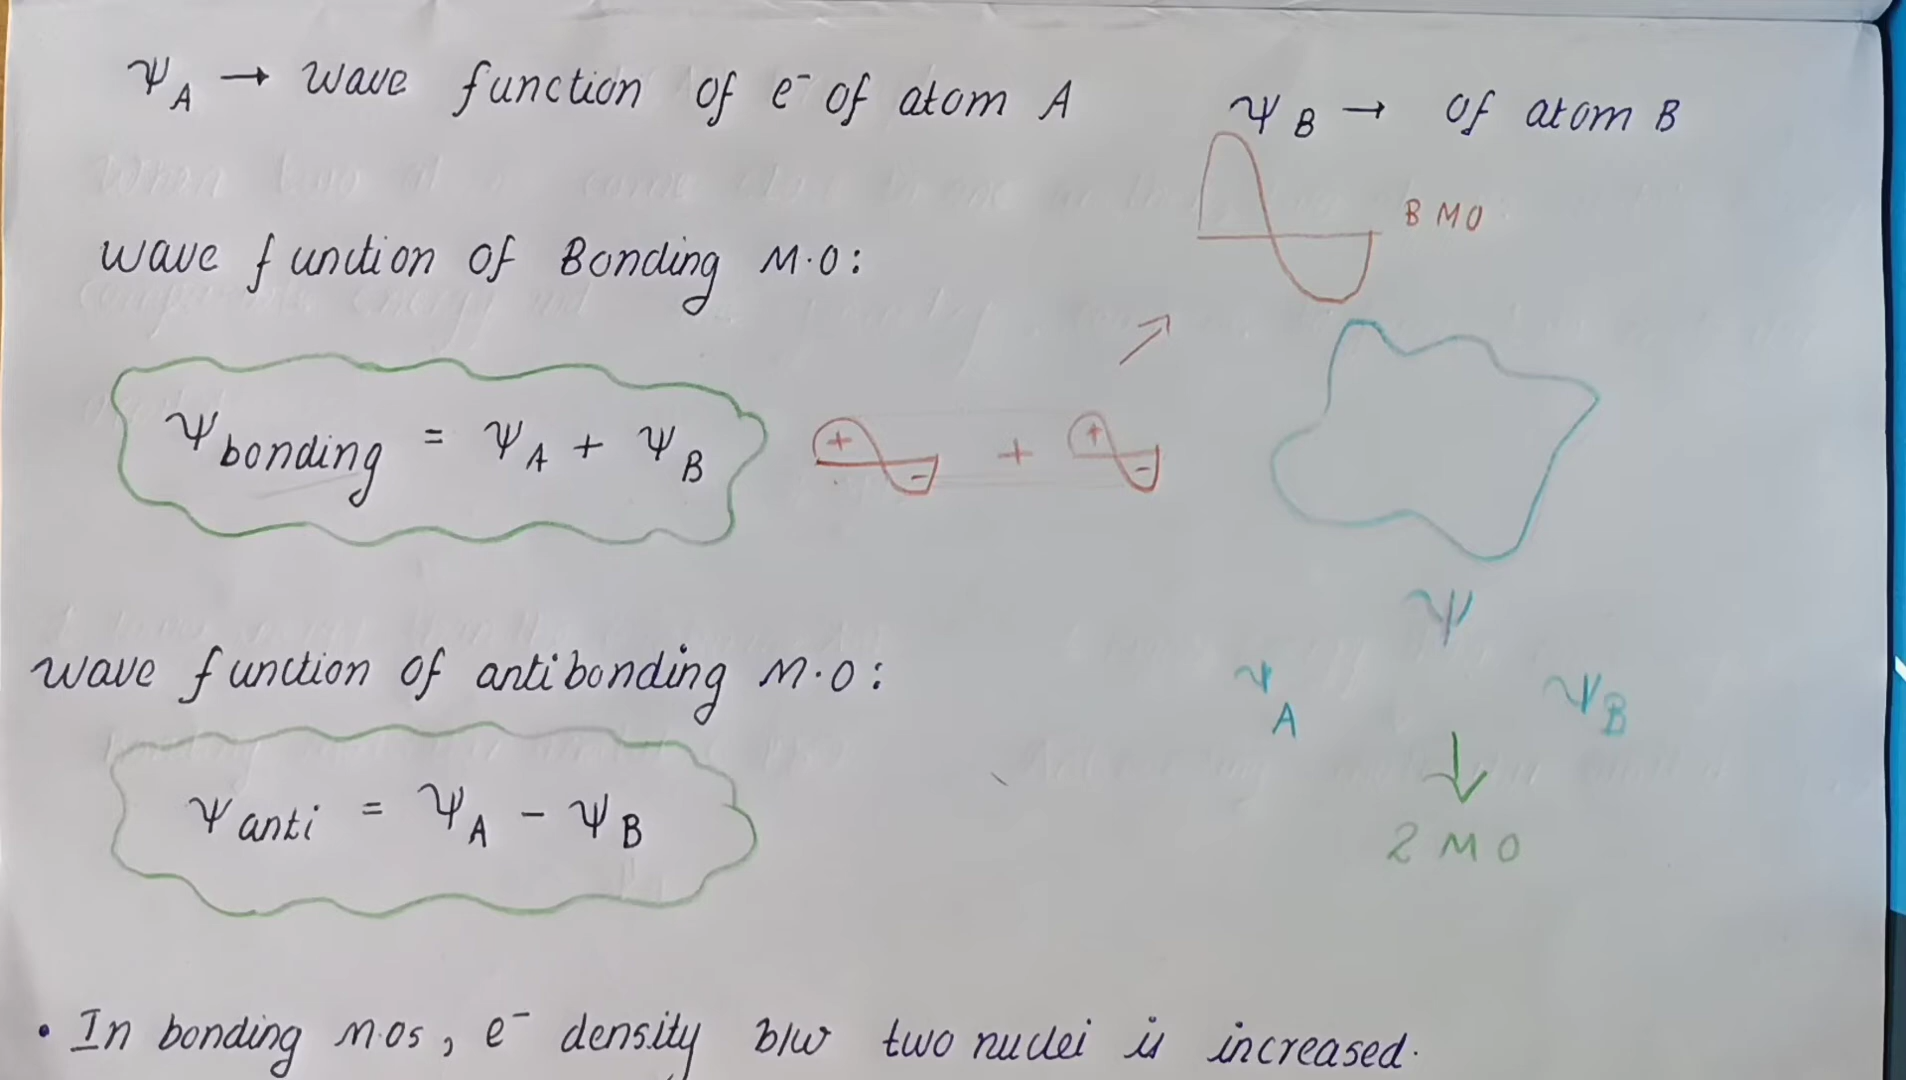 ψA → wave function of e⁻ of atom A
ψB → of atom B
BMO
wave function of Bonding M.O:
ψbonding = ψA + ψB
+ - + + -
ψ
ψA ψB
2 MO
wave function of antibonding M.O:
ψanti = ψA - ψB
• In bonding M.Os, e⁻ density b/w two nuclei is increased.